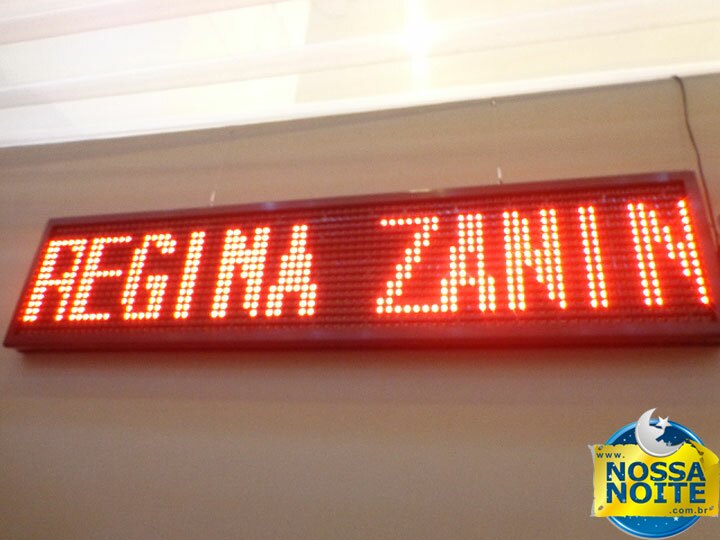 REGINA ZANIN
www.
NOSSA
NOITE
.com.br